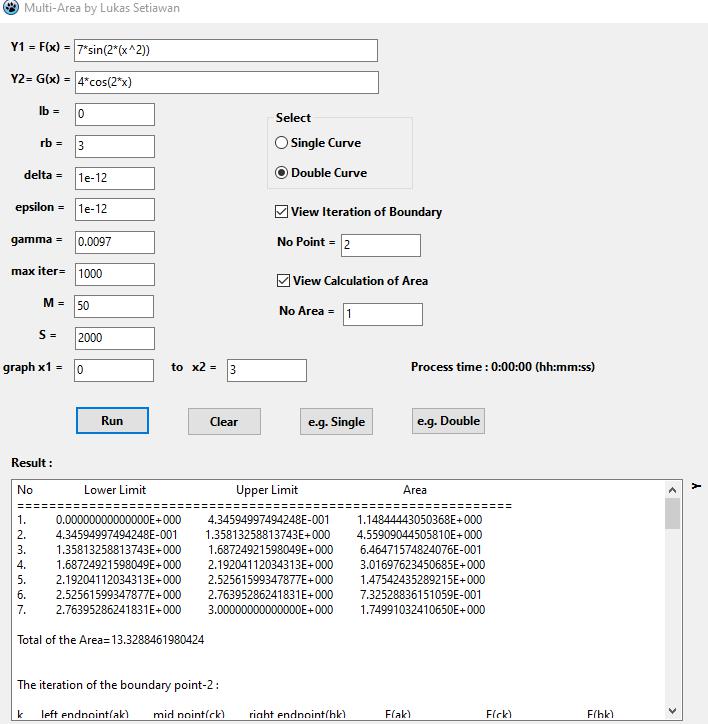 Multi-Area by Lukas Setiawan
Y1 = F(x) = 7*sin(2*(x^2))
Y2= G(x) = 4*cos(2*x)
lb = 0
Select
rb = 3
Single Curve
delta = 1e-12
Double Curve
epsilon = 1e-12
View Iteration of Boundary
gamma = 0.0097
No Point = 2
max iter= 1000
View Calculation of Area
M = 50
No Area = 1
S = 2000
graph x1 = 0 to x2 = 3 Process time : 0:00:00 (hh:mm:ss)
Run Clear e.g. Single e.g. Double
Result :
Y
No Lower Limit Upper Limit Area
==============================================================
1. 0.00000000000000E+000 4.34594997494248E-001 1.14844443050368E+000
2. 4.34594997494248E-001 1.35813258813743E+000 4.55909044505810E+000
3. 1.35813258813743E+000 1.68724921598049E+000 6.46471574824076E-001
4. 1.68724921598049E+000 2.19204112034313E+000 3.01697623450685E+000
5. 2.19204112034313E+000 2.52561599347877E+000 1.47542435289215E+000
6. 2.52561599347877E+000 2.76395286241831E+000 7.32528836151059E-001
7. 2.76395286241831E+000 3.00000000000000E+000 1.74991032410650E+000
Total of the Area=13.3288461980424
The iteration of the boundary point-2 :
k left endpoint(ak) mid point(ck) right endpoint(bk) F(ak) F(ck) F(bk)